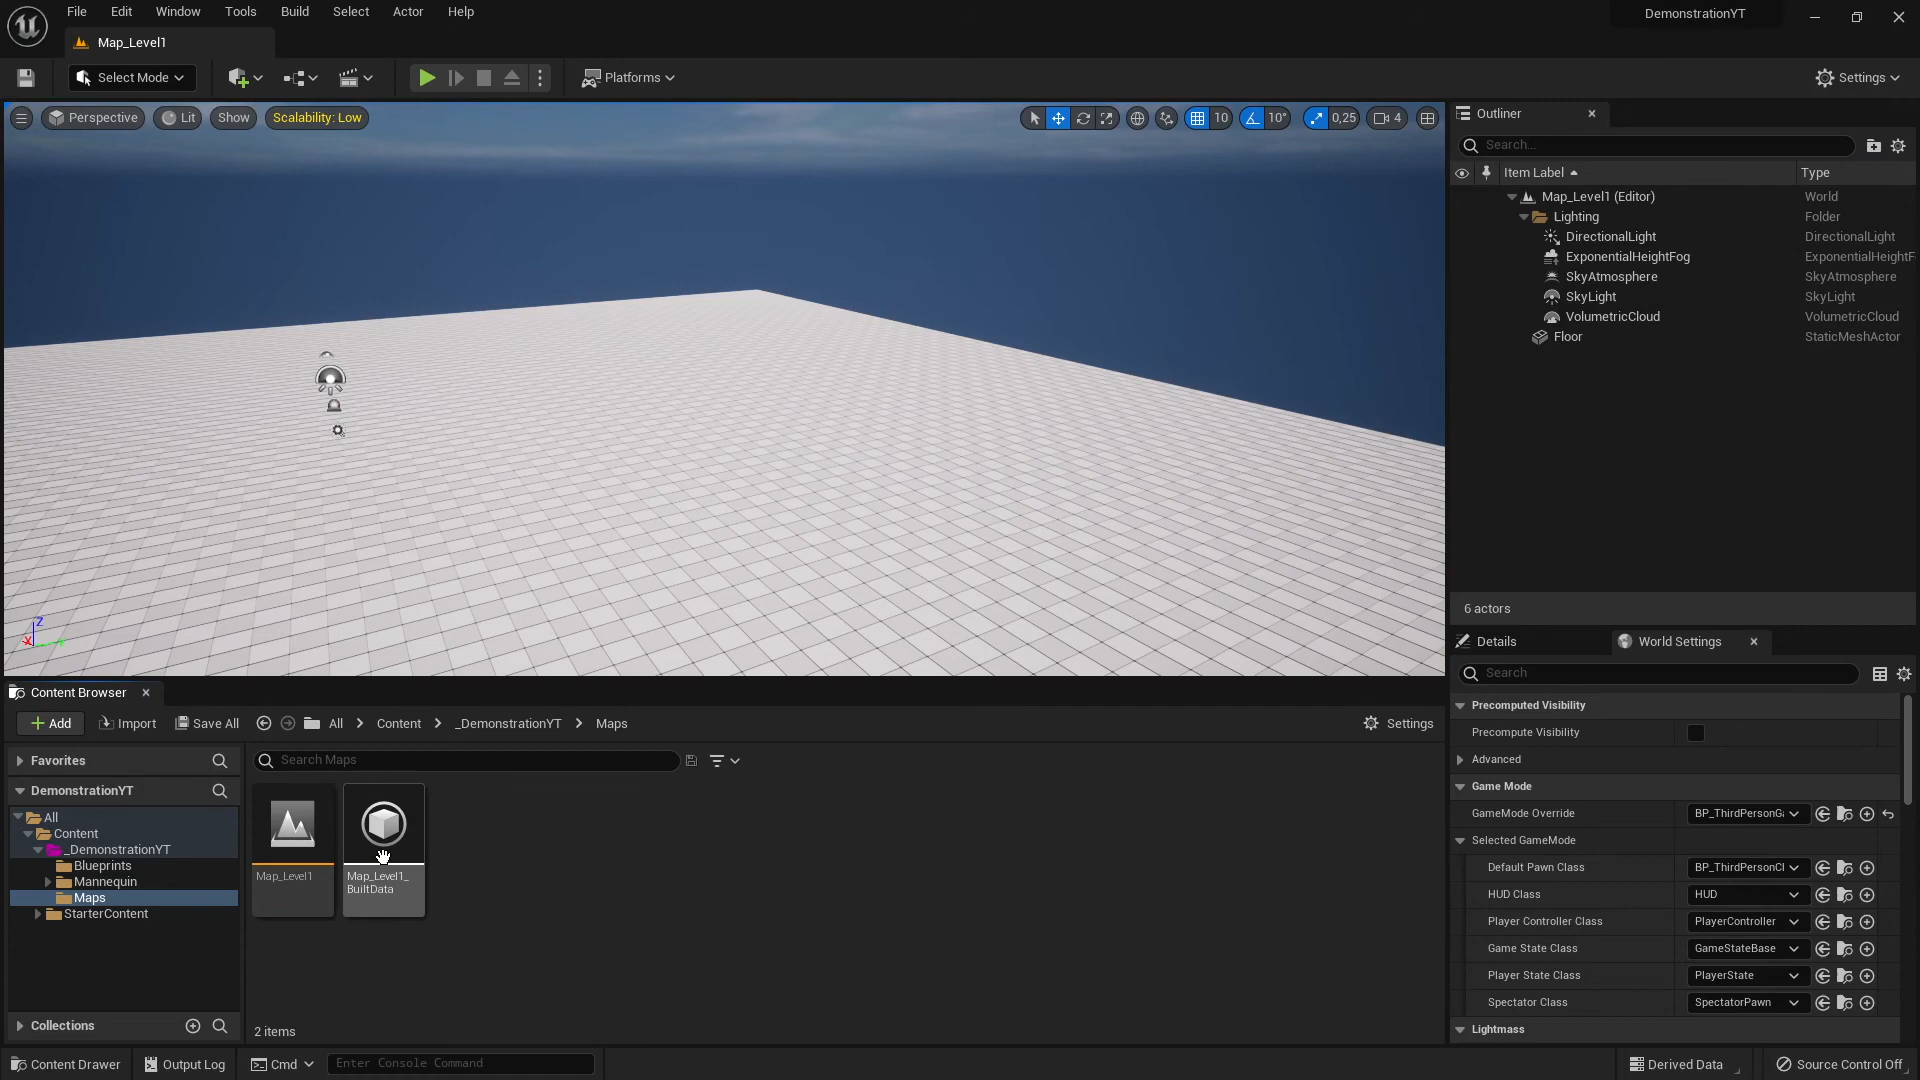 File Edit Window Tools Build Select Actor Help
DemonstrationYT
Map_Level1
Select Mode
Platforms
Settings
Perspective
Lit
Show
Scalability: Low
10
10°
0,25
4
Z
X
Outliner
Search...
Item Label
Type
Map_Level1 (Editor) World
Lighting Folder
DirectionalLight DirectionalLight
ExponentialHeightFog ExponentialHeightF
SkyAtmosphere SkyAtmosphere
SkyLight SkyLight
VolumetricCloud VolumetricCloud
Floor StaticMeshActor
6 actors
Details
World Settings
Search
Precomputed Visibility
Precompute Visibility
Advanced
Game Mode
GameMode Override BP_ThirdPersonGa
Selected GameMode
Default Pawn Class BP_ThirdPersonCl
HUD Class HUD
Player Controller Class PlayerController
Game State Class GameStateBase
Player State Class PlayerState
Spectator Class SpectatorPawn
Lightmass
Content Browser
Add
Import
Save All
All > Content > _DemonstrationYT > Maps
Settings
Favorites
DemonstrationYT
All
Content
_DemonstrationYT
Blueprints
Mannequin
Maps
StarterContent
Collections
Search Maps
Map_Level1
Map_Level1_
BuiltData
2 items
Content Drawer
Output Log
Cmd
Enter Console Command
Derived Data
Source Control Off